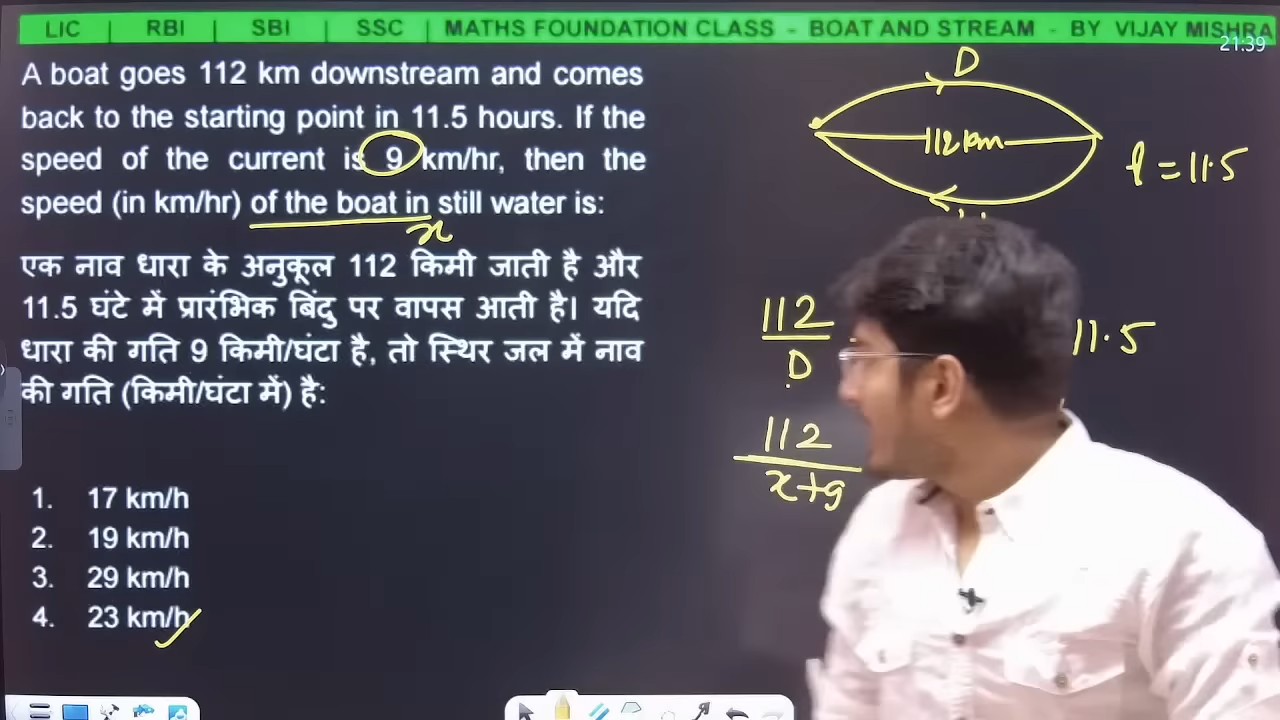 LIC | RBI | SBI | SSC | MATHS FOUNDATION CLASS - BOAT AND STREAM - BY VIJAY MISHRA
21:39
A boat goes 112 km downstream and comes
back to the starting point in 11.5 hours. If the
speed of the current is 9 km/hr, then the
speed (in km/hr) of the boat in still water is:
x
एक नाव धारा के अनुकूल 112 किमी जाती है और
11.5 घंटे में प्रारंभिक बिंदु पर वापस आती है। यदि
धारा की गति 9 किमी/घंटा है, तो स्थिर जल में नाव
की गति (किमी/घंटा में) है:
1. 17 km/h
2. 19 km/h
3. 29 km/h
4. 23 km/h
D
112 km
= 11.5
112
D
11.5
112
x+9